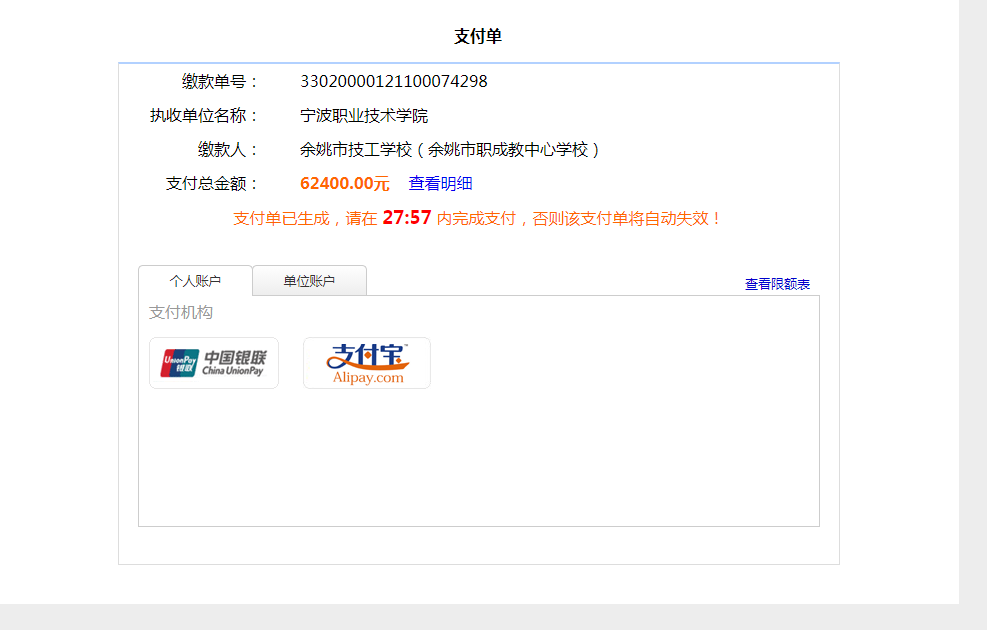 支付单
缴款单号： 33020000121100074298
执收单位名称： 宁波职业技术学院
缴款人： 余姚市技工学校（余姚市职成教中心学校）
支付总金额： 62400.00元 查看明细
支付单已生成，请在 27:57 内完成支付，否则该支付单将自动失效！
个人账户 单位账户 查看限额表
支付机构
UnionPay 银联 中国银联 China UnionPay
支付宝™ Alipay.com